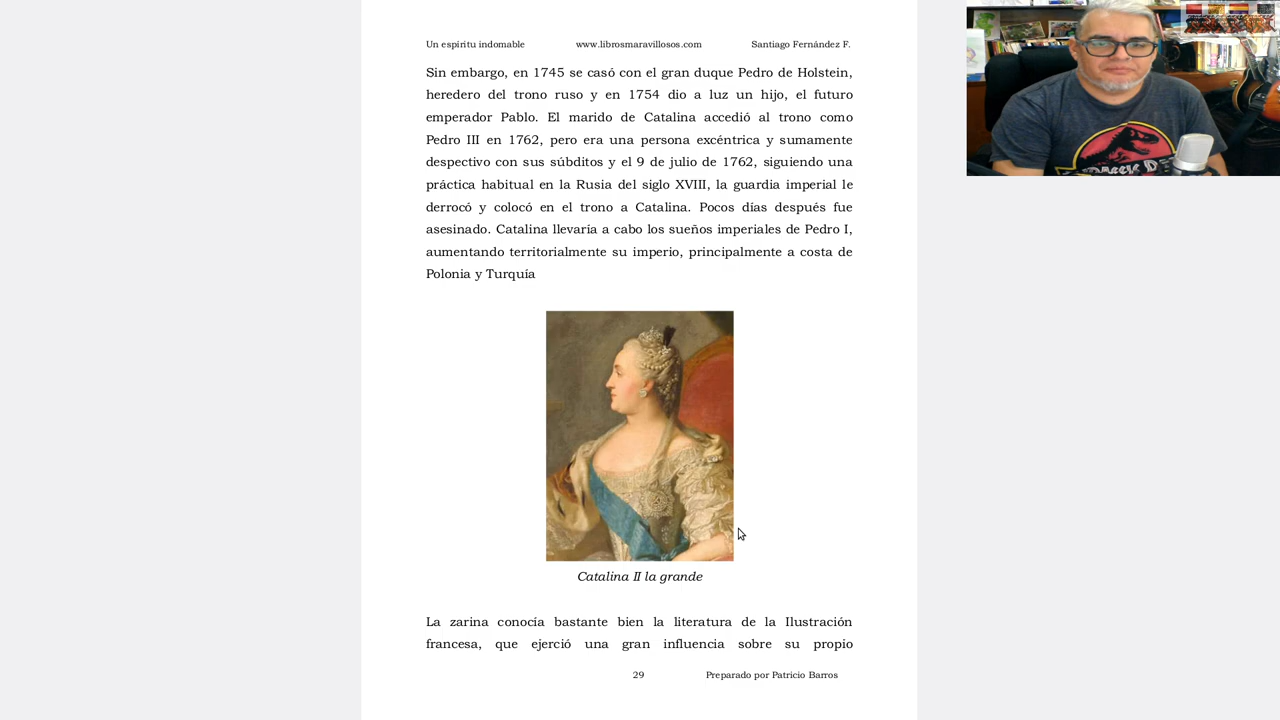 Un espíritu indomable www.librosmaravillosos.com Santiago Fernández F.
Sin embargo, en 1745 se casó con el gran duque Pedro de Holstein,
heredero del trono ruso y en 1754 dio a luz un hijo, el futuro
emperador Pablo. El marido de Catalina accedió al trono como
Pedro III en 1762, pero era una persona excéntrica y sumamente
despectivo con sus súbditos y el 9 de julio de 1762, siguiendo una
práctica habitual en la Rusia del siglo XVIII, la guardia imperial le
derrocó y colocó en el trono a Catalina. Pocos días después fue
asesinado. Catalina llevaría a cabo los sueños imperiales de Pedro I,
aumentando territorialmente su imperio, principalmente a costa de
Polonia y Turquía
Catalina II la grande
La zarina conocía bastante bien la literatura de la Ilustración
francesa, que ejerció una gran influencia sobre su propio
29 Preparado por Patricio Barros